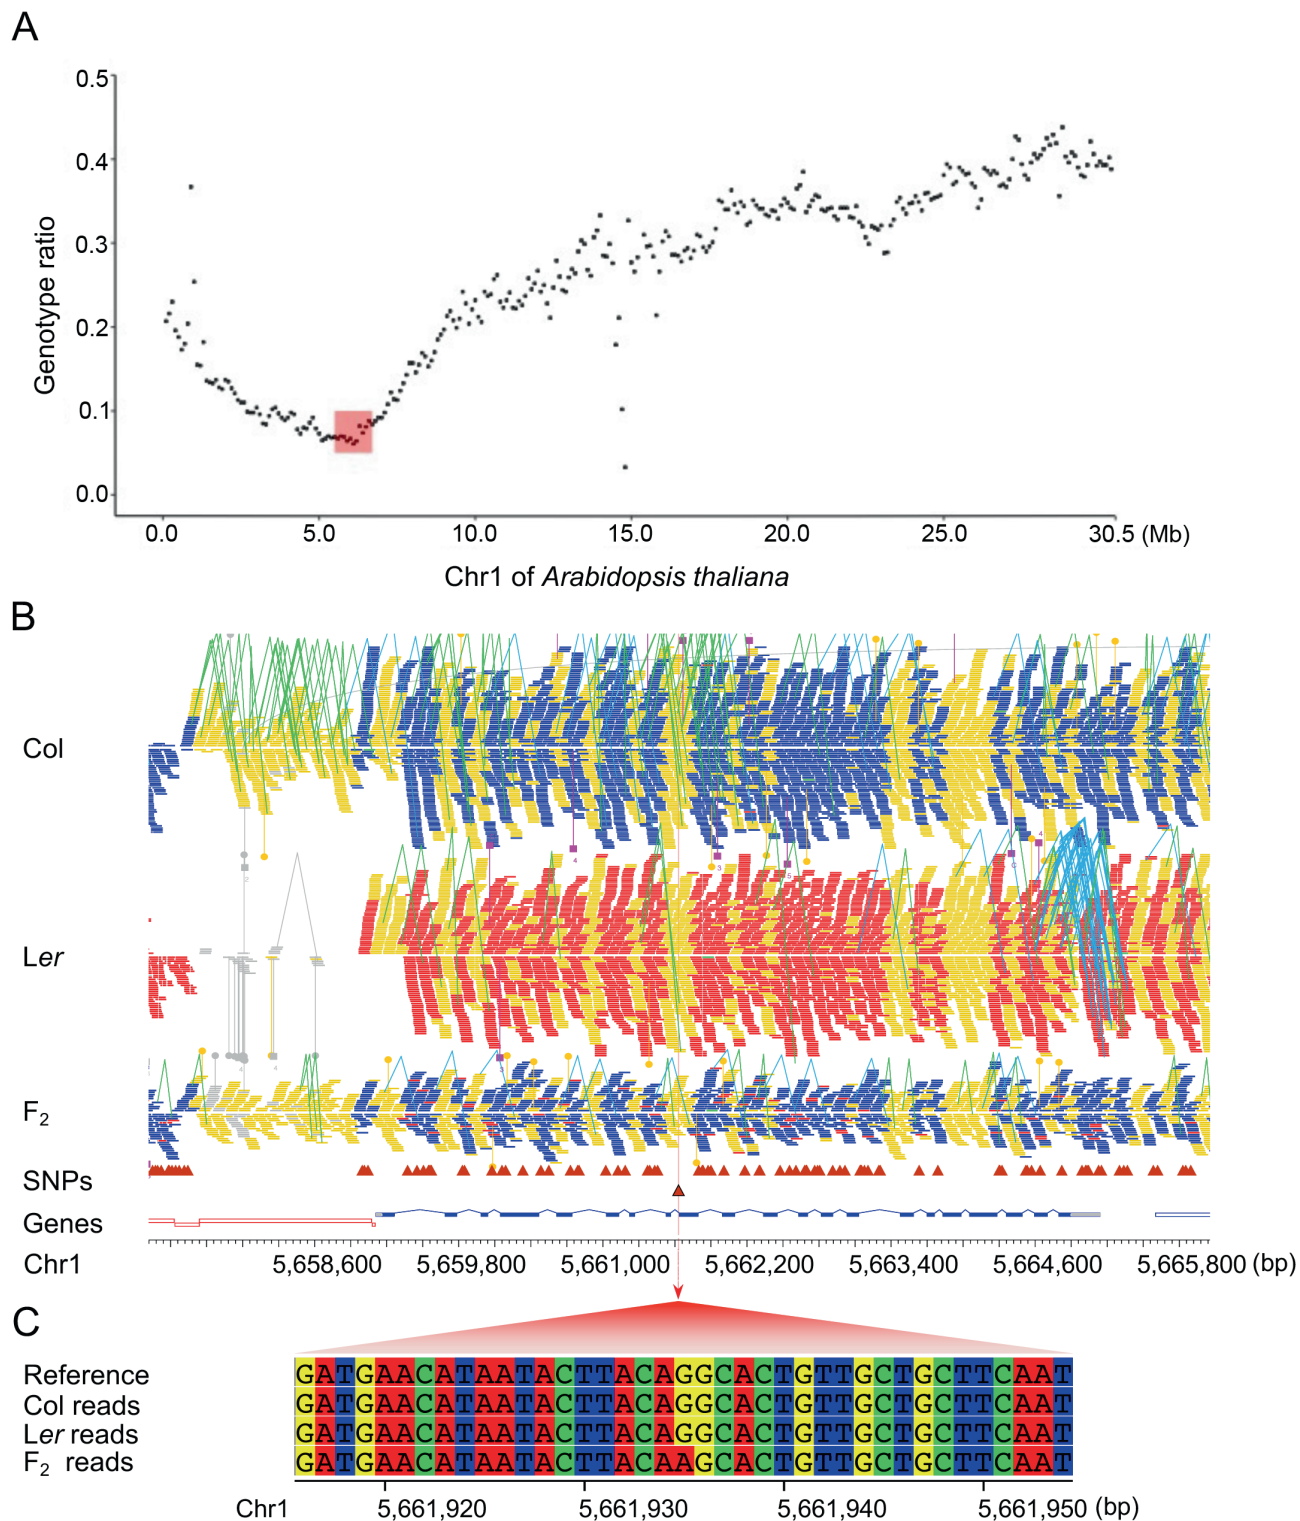 A
0.5
0.4
0.3
0.2
0.1
0.0
Genotype ratio
0.0 5.0 10.0 15.0 20.0 25.0 30.5 (Mb)
Chr1 of Arabidopsis thaliana
B
Col
Ler
F2
SNPs
Genes
Chr1 5,658,600 5,659,800 5,661,000 5,662,200 5,663,400 5,664,600 5,665,800 (bp)
C
Reference GATGAACATAATACTTACAGGCACTGTTGCTGCTTCAAT
Col reads GATGAACATAATACTTACAGGCACTGTTGCTGCTTCAAT
Ler reads GATGAACATAATACTTACAGGCACTGTTGCTGCTTCAAT
F2 reads GATGAACATAATACTTACAAGCACTGTTGCTGCTTCAAT
Chr1 5,661,920 5,661,930 5,661,940 5,661,950 (bp)